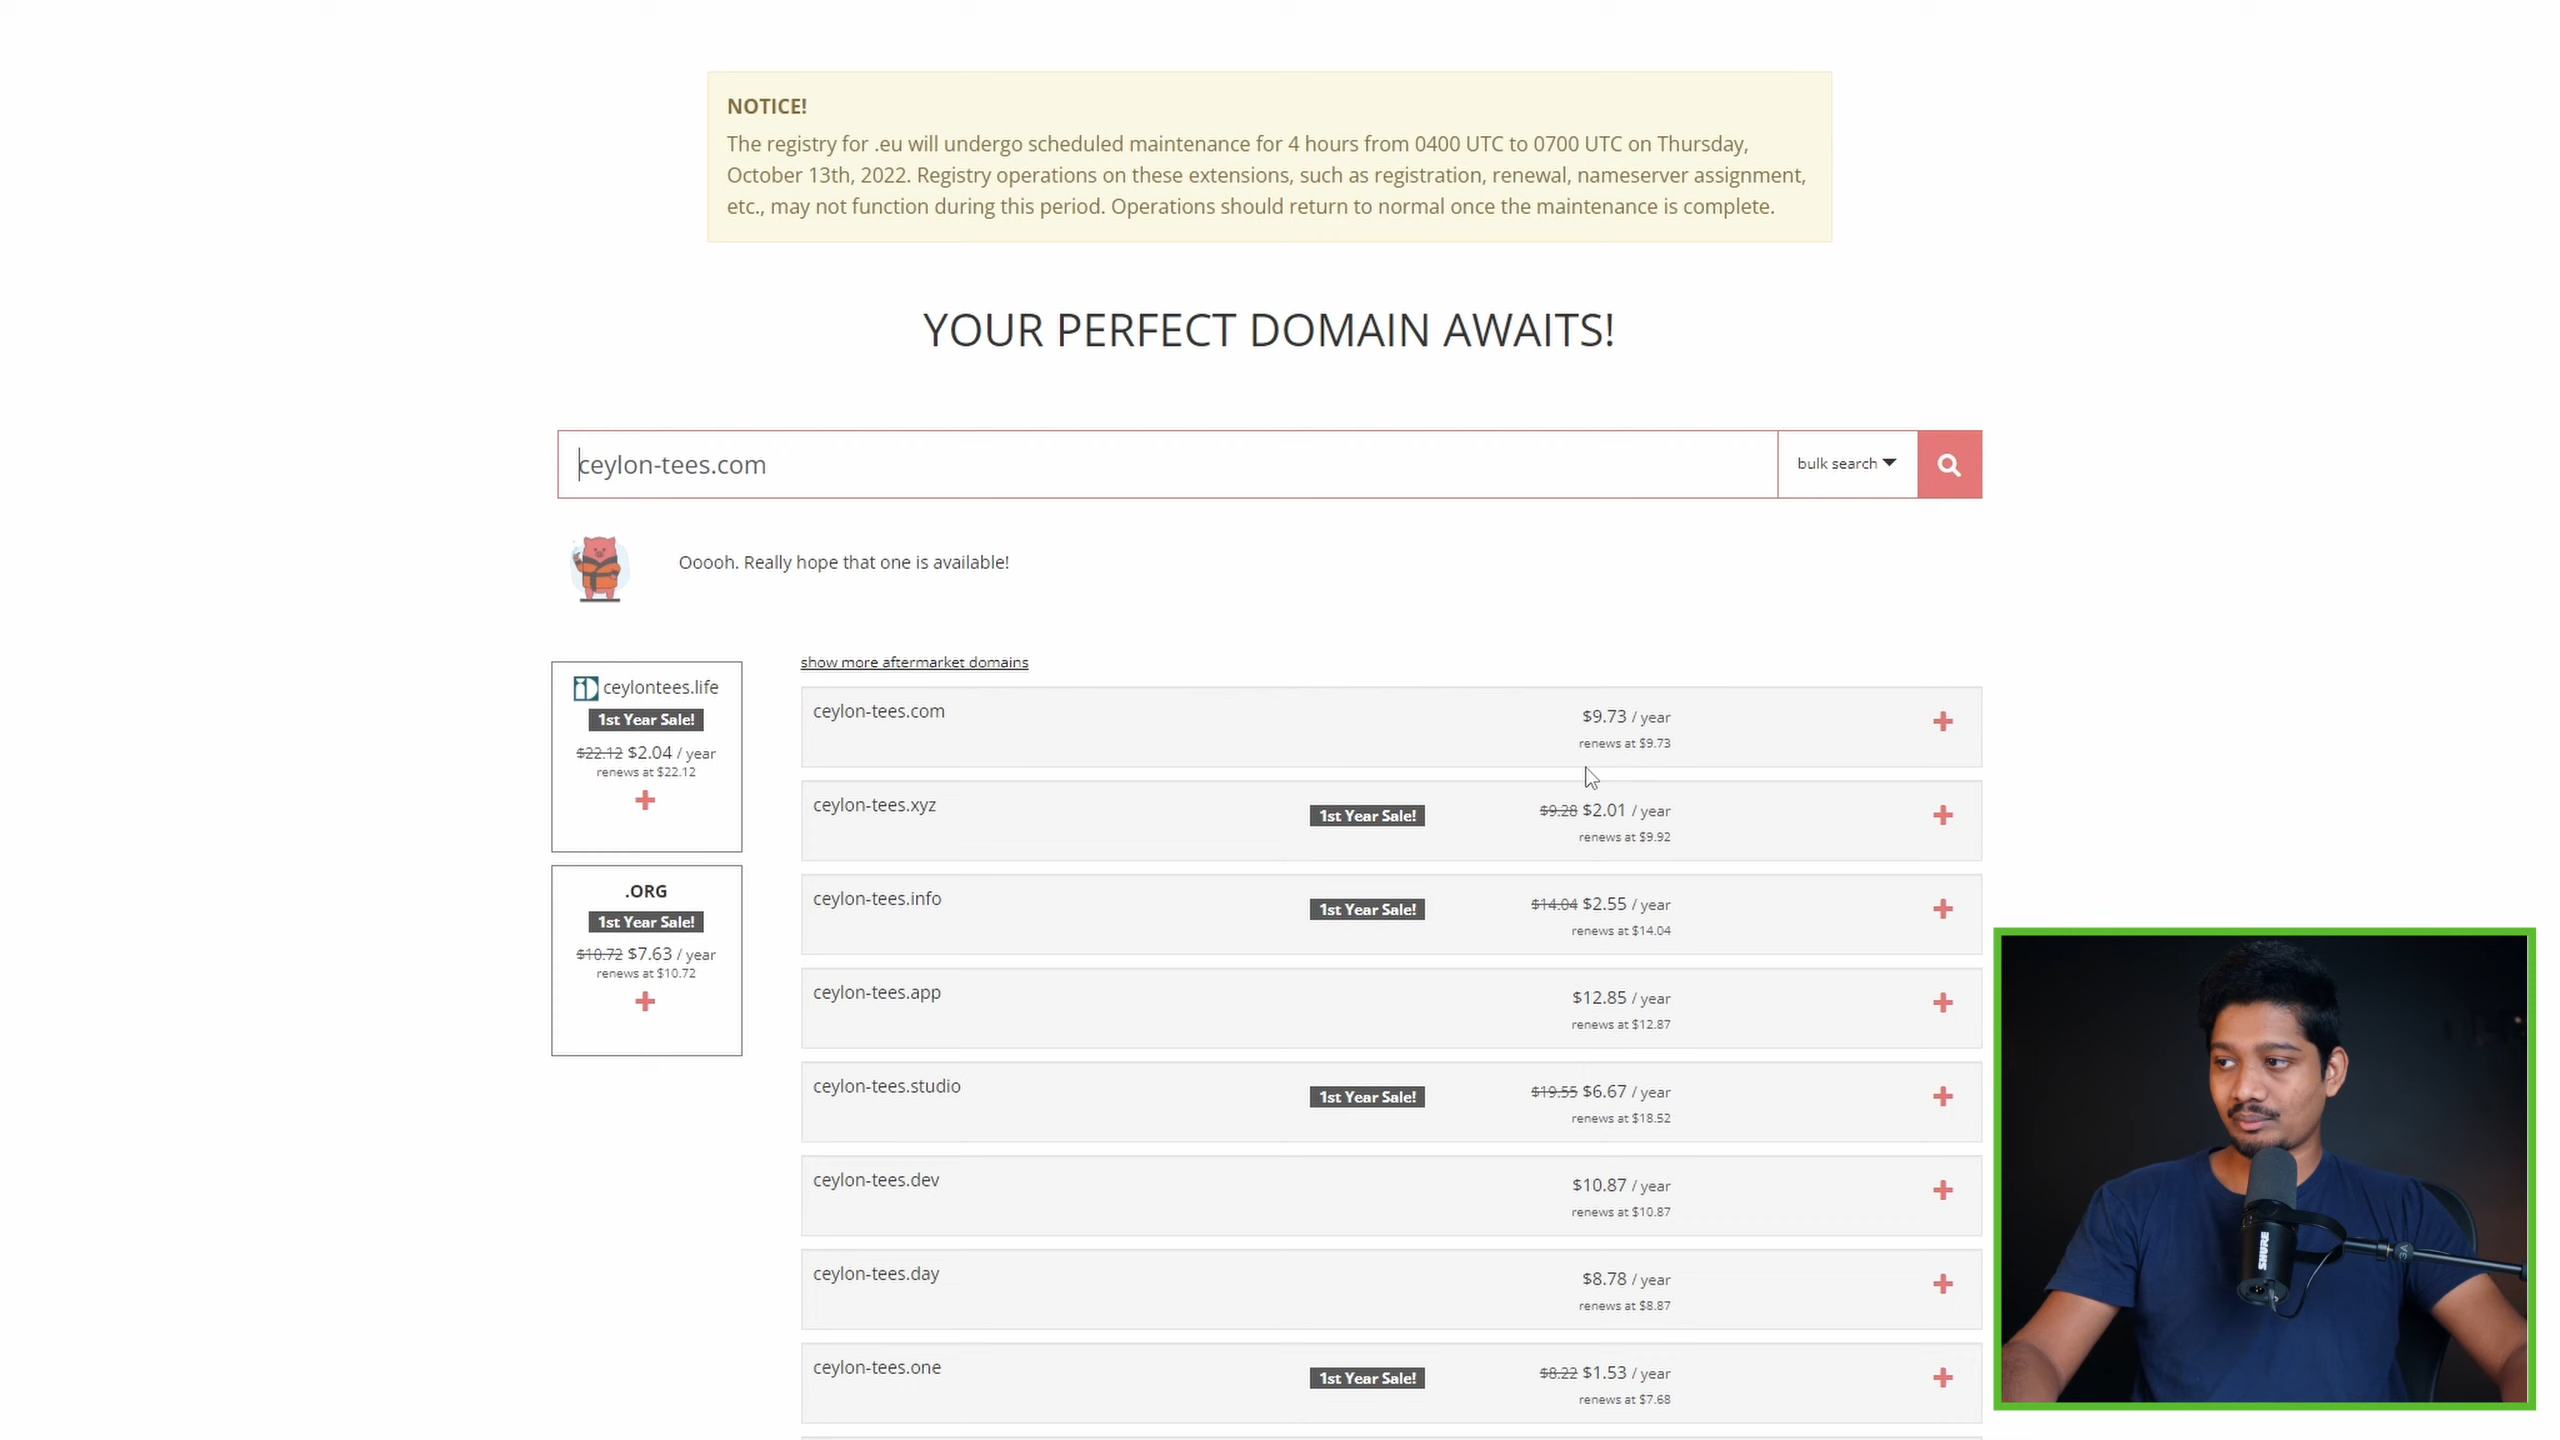 NOTICE!
The registry for .eu will undergo scheduled maintenance for 4 hours from 0400 UTC to 0700 UTC on Thursday,
October 13th, 2022. Registry operations on these extensions, such as registration, renewal, nameserver assignment,
etc., may not function during this period. Operations should return to normal once the maintenance is complete.
YOUR PERFECT DOMAIN AWAITS!
ceylon-tees.com
bulk search
Ooooh. Really hope that one is available!
ceylontees.life
1st Year Sale!
$22.12 $2.04 / year
renews at $22.12
.ORG
1st Year Sale!
$10.72 $7.63 / year
renews at $10.72
show more aftermarket domains
ceylon-tees.com
$9.73 / year
renews at $9.73
ceylon-tees.xyz
1st Year Sale!
$9.28 $2.01 / year
renews at $9.92
ceylon-tees.info
1st Year Sale!
$14.04 $2.55 / year
renews at $14.04
ceylon-tees.app
$12.85 / year
renews at $12.87
ceylon-tees.studio
1st Year Sale!
$19.55 $6.67 / year
renews at $18.52
ceylon-tees.dev
$10.87 / year
renews at $10.87
ceylon-tees.day
$8.78 / year
renews at $8.87
ceylon-tees.one
1st Year Sale!
$8.22 $1.53 / year
renews at $7.68
SHURE